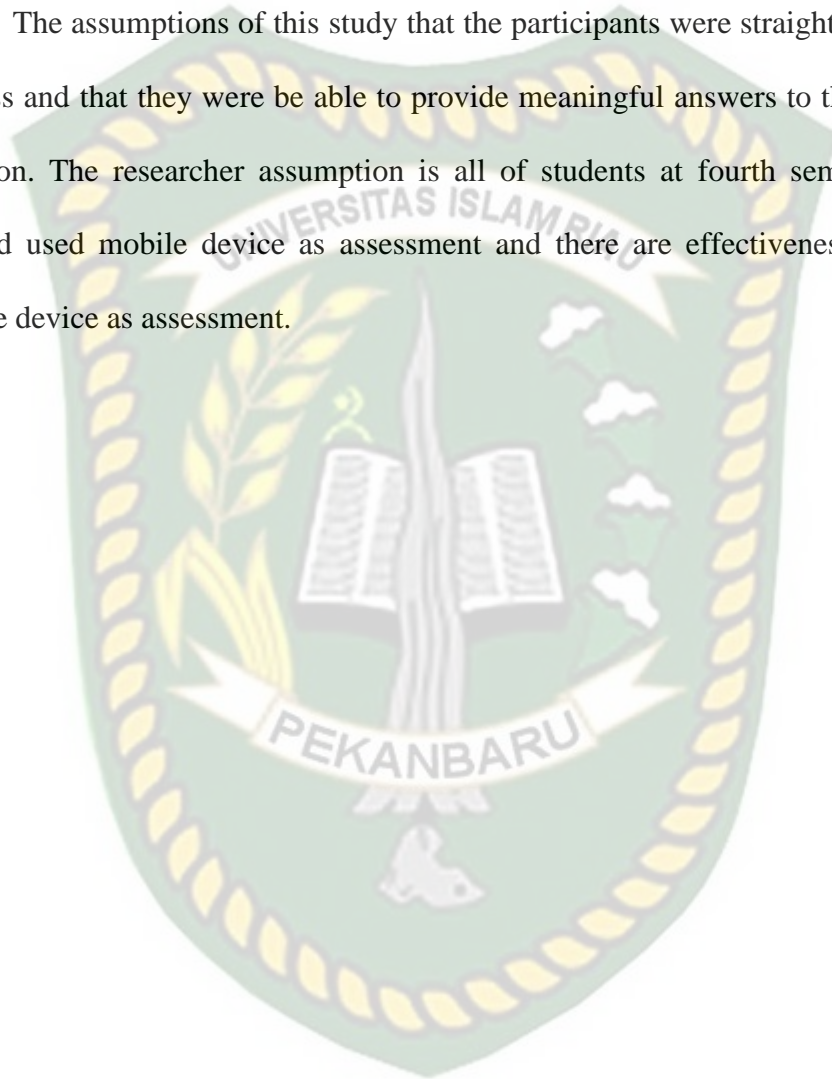 The assumptions of this study that the participants were straight
s and that they were be able to provide meaningful answers to th
on. The researcher assumption is all of students at fourth sem
d used mobile device as assessment and there are effectivenes
e device as assessment.
UNIVERSITAS ISLAM RIAU
PEKANBARU